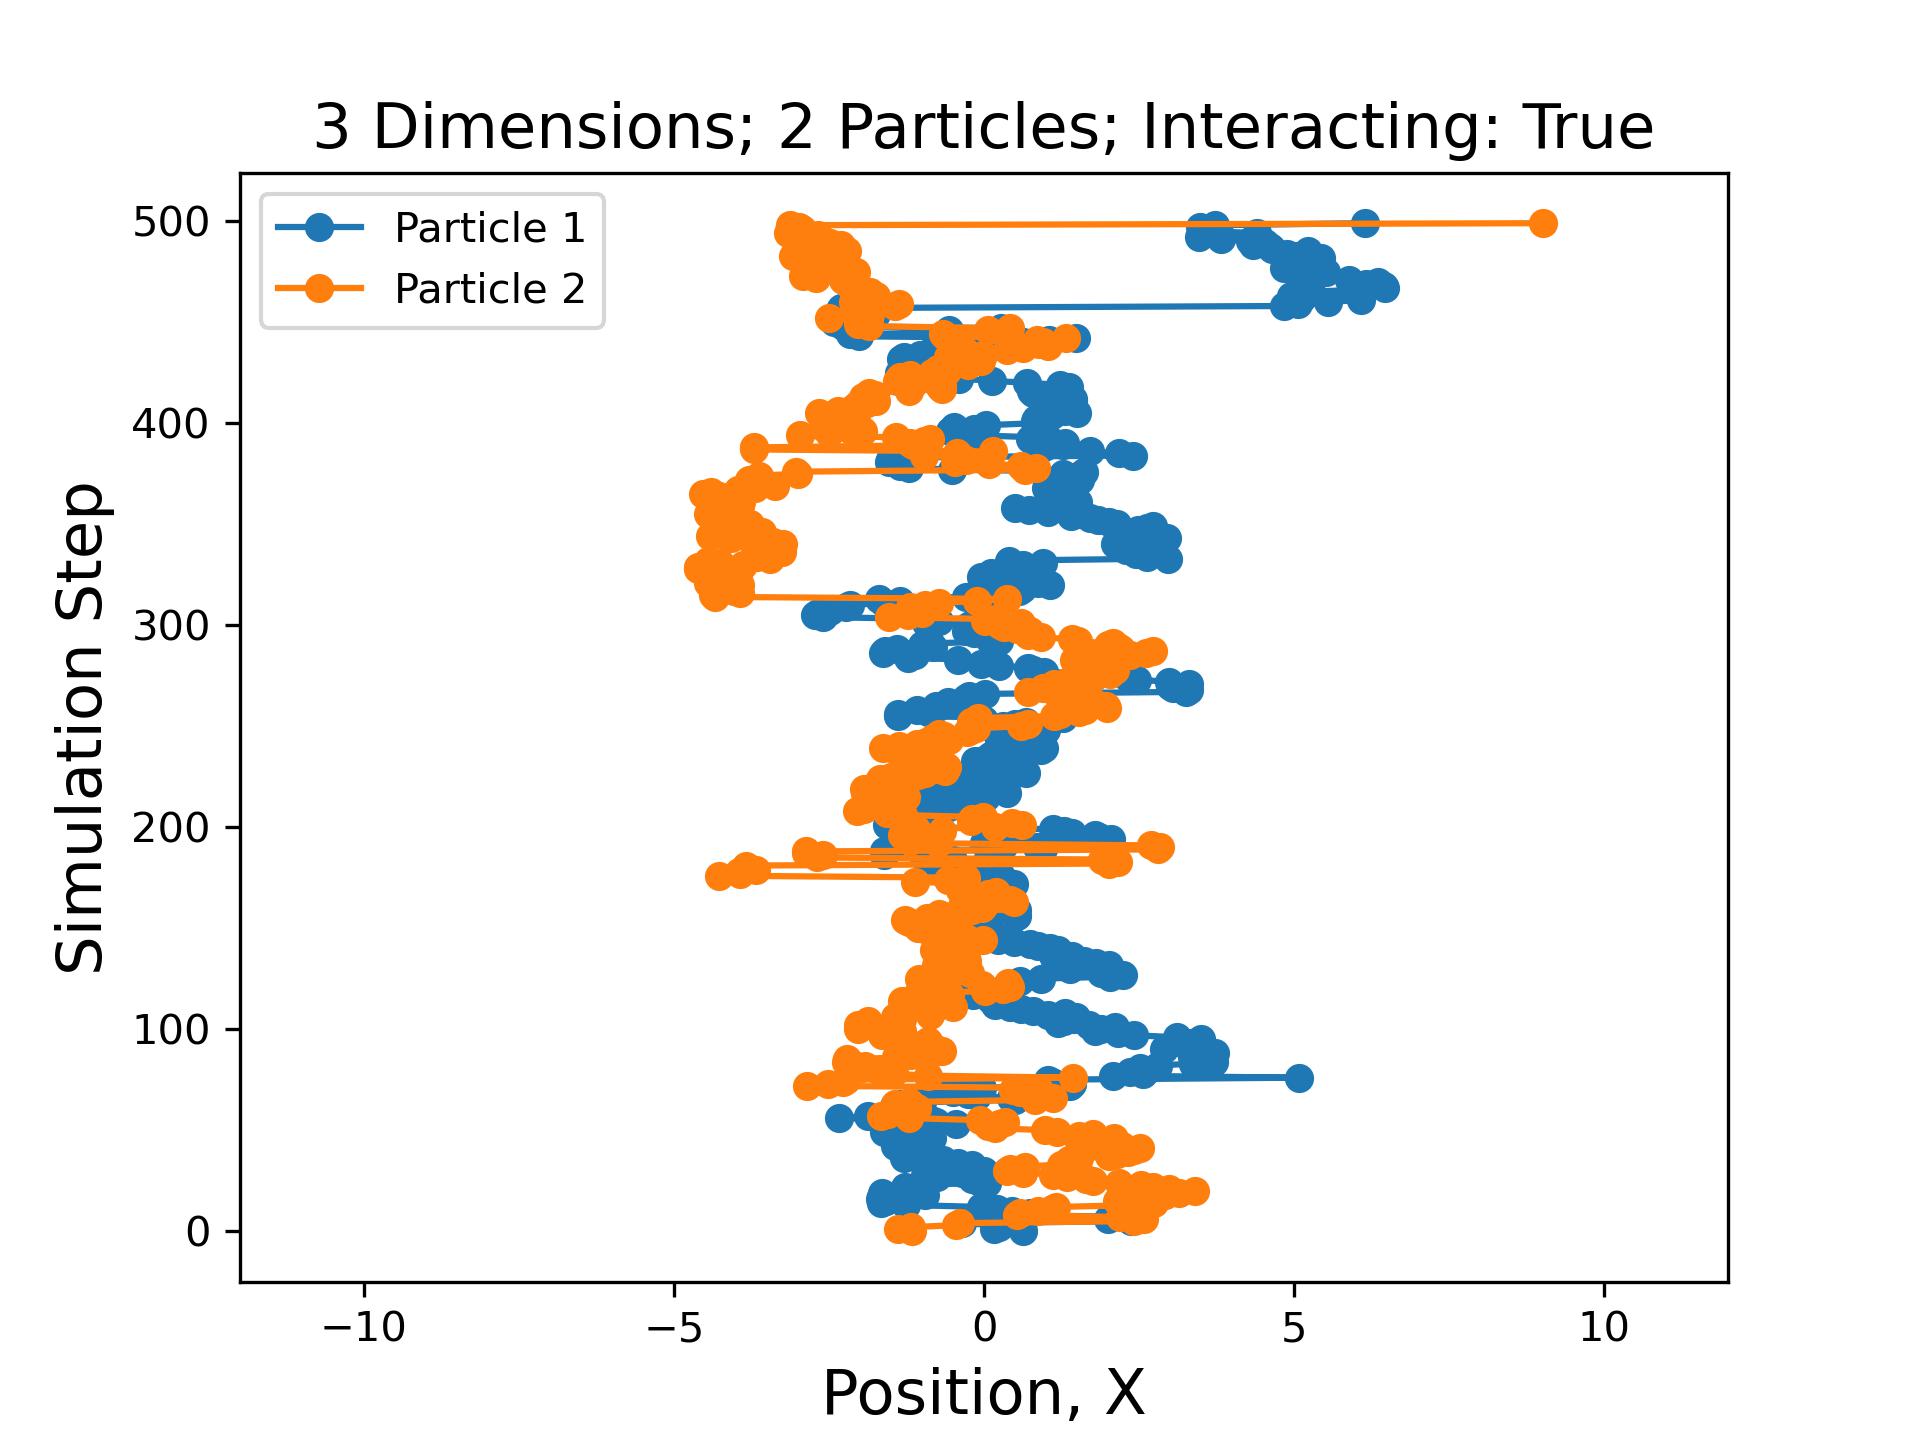 3 Dimensions; 2 Particles; Interacting: True
Particle 1
Particle 2
500
400
300
200
100
0
Simulation Step
−10
−5
0
5
10
Position, X